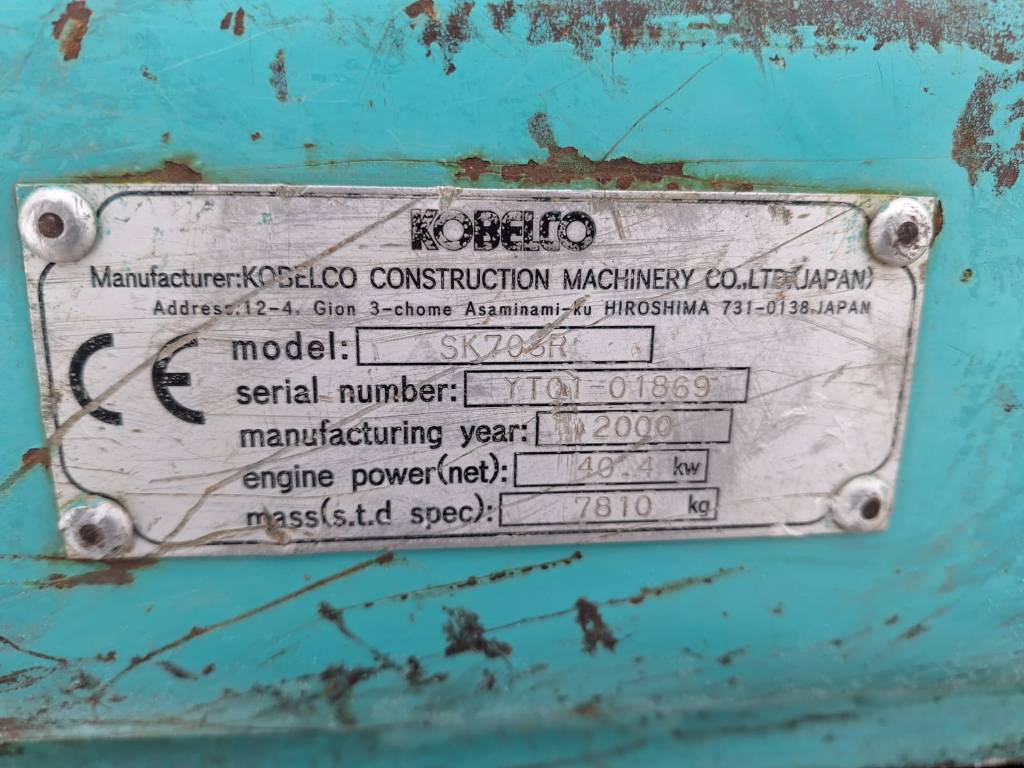 KOBELCO
Manufacturer:KOBELCO CONSTRUCTION MACHINERY CO.,LTD.(JAPAN)
Address:12-4, Gion 3-chome Asaminami-ku HIROSHIMA 731-0138,JAPAN
CE
model: SK70SR
serial number: YT01-01869
manufacturing year: 2000
engine power(net): 40.4 kw
mass(s.t.d spec): 7810 kg